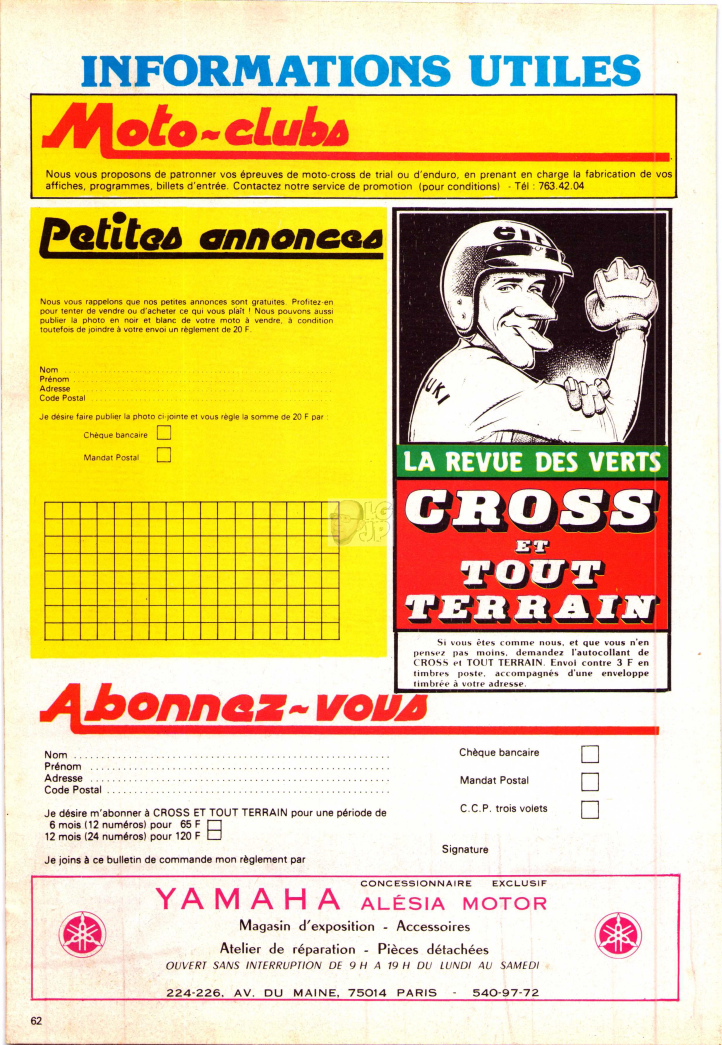 INFORMATIONS UTILES
Moto~clubs
Nous vous proposons de patronner vos épreuves de moto-cross de trial ou d'enduro, en prenant en charge la fabrication de vos
affiches, programmes, billets d'entrée. Contactez notre service de promotion (pour conditions) - Tél : 763.42.04
Petites annonces
Nous vous rappelons que nos petites annonces sont gratuites. Profitez-en
pour tenter de vendre ou d'acheter ce qui vous plaît ! Nous pouvons aussi
publier la photo en noir et blanc de votre moto à vendre, à condition
toutefois de joindre à votre envoi un règlement de 20 F.
Nom
Prénom
Adresse
Code Postal
Je désire faire publier la photo ci-jointe et vous règle la somme de 20 F par :
Chèque bancaire
Mandat Postal
LG
JP
UKI
LA REVUE DES VERTS
CROSS
ET
TOUT
TERRAIN
Si vous êtes comme nous, et que vous n'en
pensez pas moins, demandez l'autocollant de
CROSS et TOUT TERRAIN. Envoi contre 3 F en
timbres poste, accompagnés d'une enveloppe
timbrée à votre adresse.
Abonnez~vous
Nom
Prénom
Adresse
Code Postal
Je désire m'abonner à CROSS ET TOUT TERRAIN pour une période de
6 mois (12 numéros) pour 65 F
12 mois (24 numéros) pour 120 F
Je joins à ce bulletin de commande mon règlement par
Chèque bancaire
Mandat Postal
C.C.P. trois volets
Signature
CONCESSIONNAIRE EXCLUSIF
YAMAHA ALÉSIA MOTOR
Magasin d'exposition - Accessoires
Atelier de réparation - Pièces détachées
OUVERT SANS INTERRUPTION DE 9 H A 19 H DU LUNDI AU SAMEDI
224-226, AV. DU MAINE, 75014 PARIS - 540-97-72
62